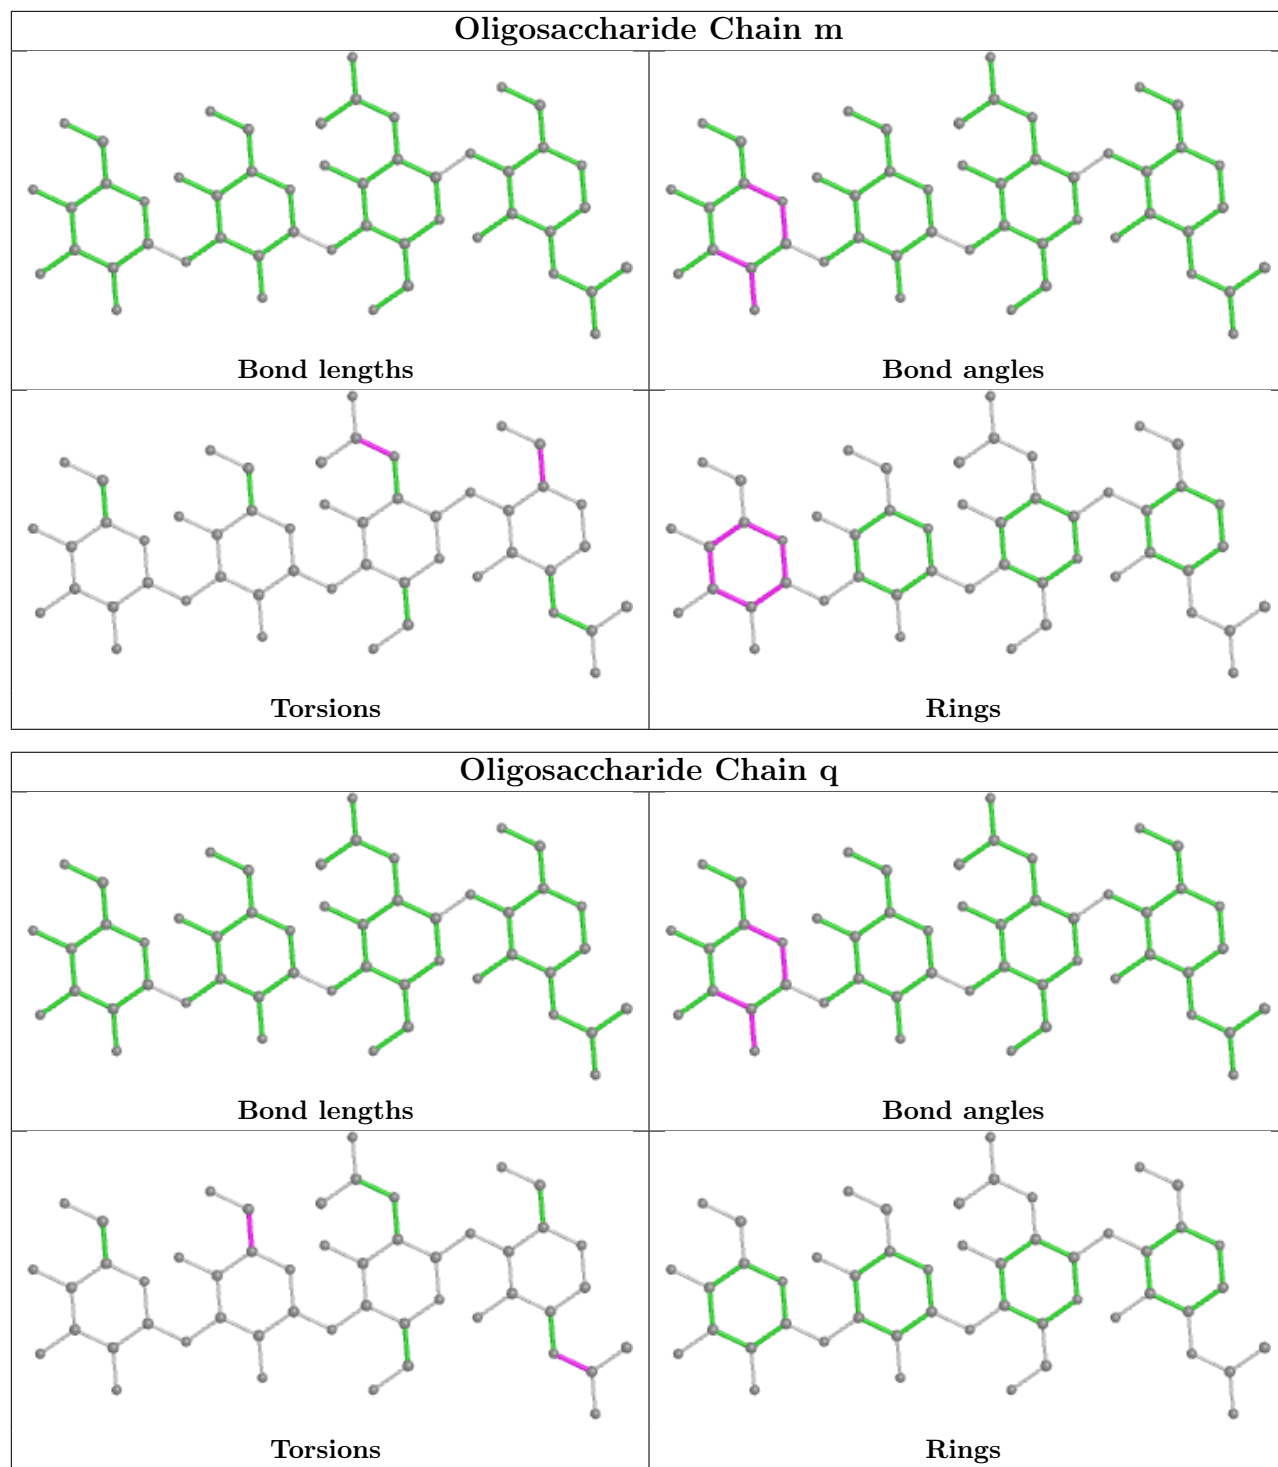 Oligosaccharide Chain m
Bond lengths
Bond angles
Torsions
Rings
Oligosaccharide Chain q
Bond lengths
Bond angles
Torsions
Rings